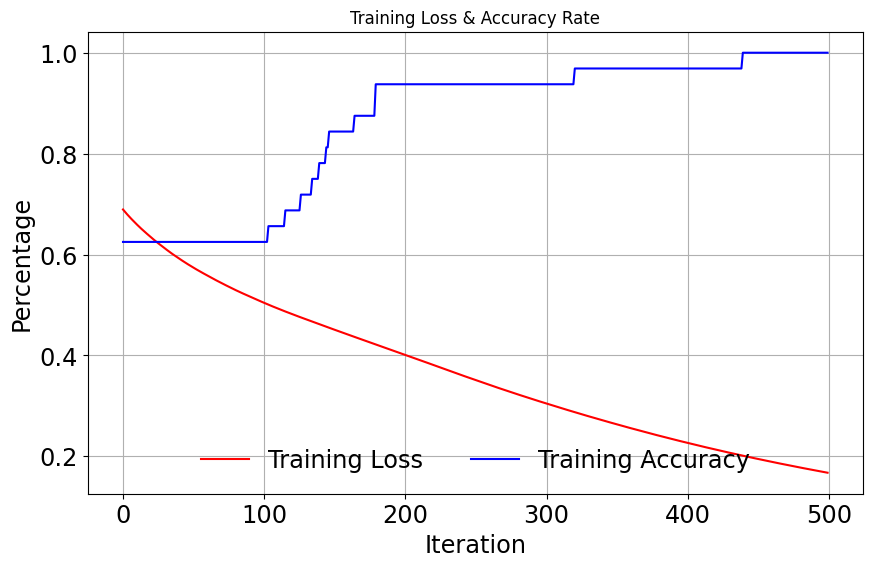 Training Loss & Accuracy Rate
1.0
0.8
0.6
0.4
0.2
Percentage
Training Loss Training Accuracy
0 100 200 300 400 500
Iteration